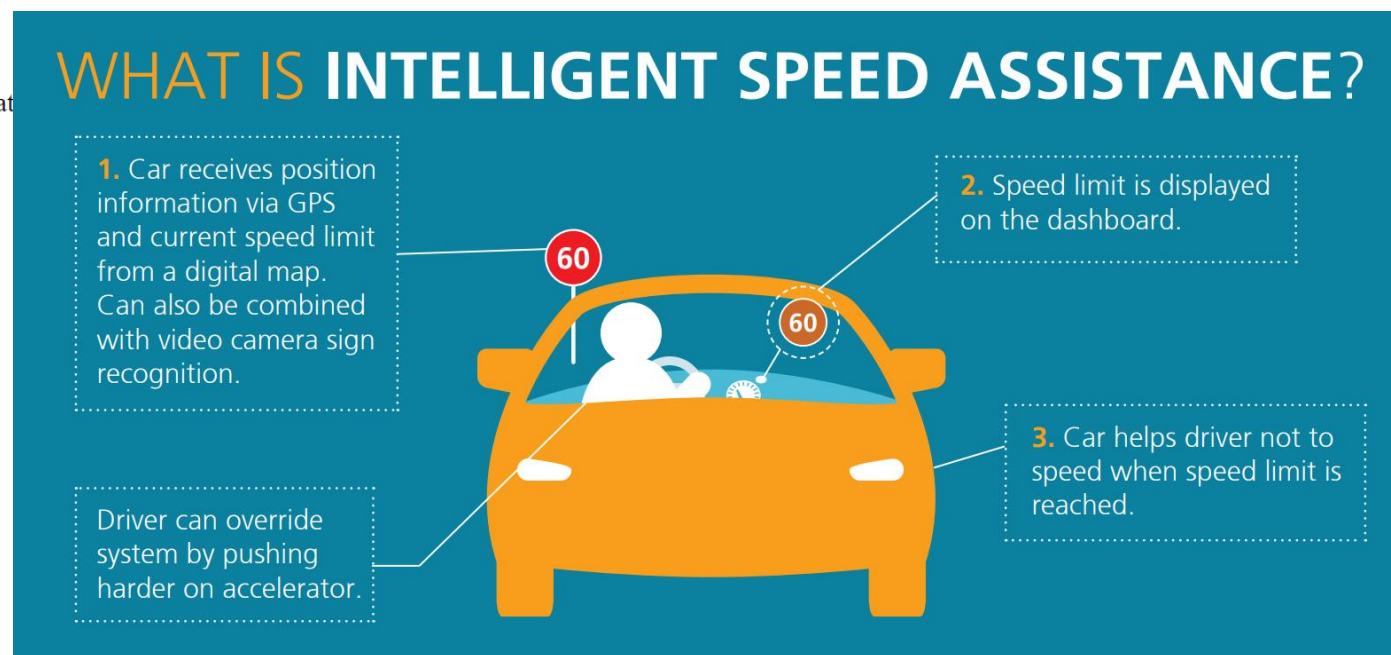 WHAT IS INTELLIGENT SPEED ASSISTANCE?
at
1. Car receives position
information via GPS
and current speed limit
from a digital map.
Can also be combined
with video camera sign
recognition.
60
2. Speed limit is displayed
on the dashboard.
60
3. Car helps driver not to
speed when speed limit is
reached.
Driver can override
system by pushing
harder on accelerator.